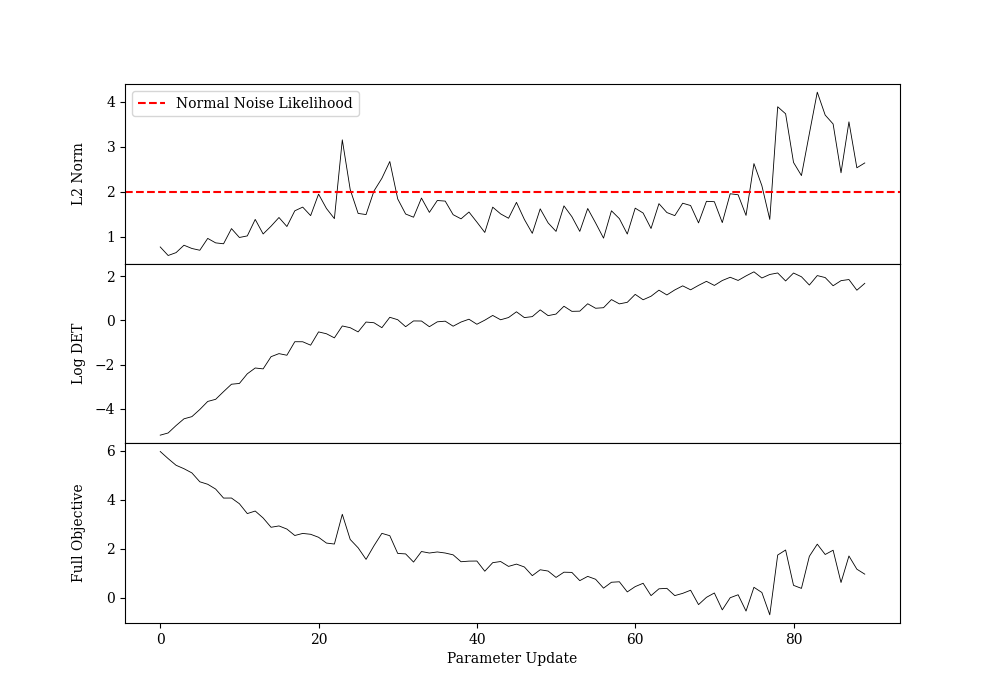 Normal Noise Likelihood
L2 Norm
4
3
2
1
Log DET
2
0
−2
−4
Full Objective
6
4
2
0
0 20 40 60 80
Parameter Update